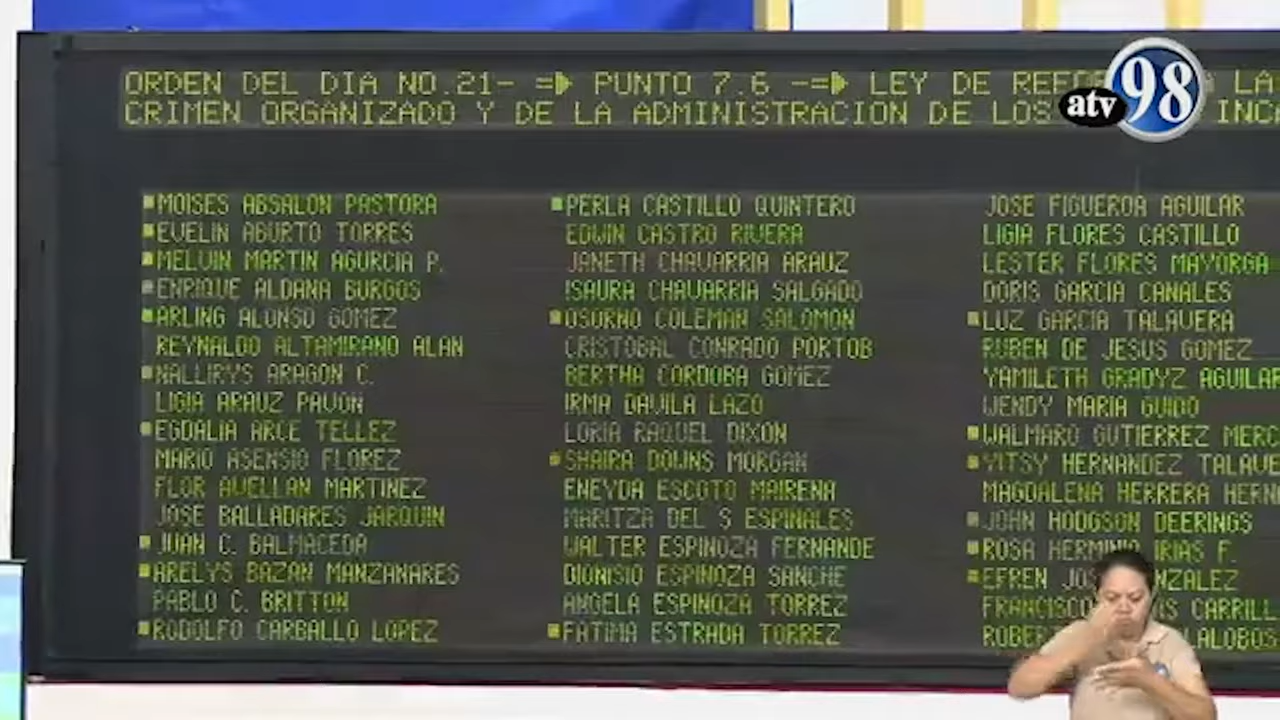 ORDEN DEL DIA NO.21- =► PUNTO 7.6 -=► LEY DE LA
CRIMEN ORGANIZADO Y DE LA ADMINISTRACION DE LOS
atv 98
MOISES ABSALON PASTORA
EVELIN ABURTO TORRES
MELVIN MARTIN AGURCIA P.
ENRIQUE ALDANA BURGOS
ARLING ALONSO GOMEZ
REYNALDO ALTAMIRANO ALAN
NALLIRYS ARAGON C.
LIGIA ARAUZ PAVON
EGDALIA ARCE TELLEZ
MARIO ASENSIO FLOREZ
FLOR AVELLAN MARTINEZ
JOSE BALLADARES JARQUIN
JUAN C. BALMACEDA
ARELYS BAZAN MANZANARES
PABLO C. BRITTON
RODOLFO CARBALLO LOPEZ
PERLA CASTILLO QUINTERO
EDWIN CASTRO RIVERA
JANETH CHAVARRIA ARAUZ
ISAURA CHAVARRIA SALGADO
OSORNO COLEMAN SALOMON
CRISTOBAL CONRADO PORTOB
BERTHA CORDOBA GOMEZ
IRMA DAVILA LAZO
LORIA RAQUEL DIXON
SHAIRA DOWNS MORGAN
ENEYDA ESCOTO MAIRENA
MARITZA DEL S ESPINALES
WALTER ESPINOZA FERNANDE
DIONISIO ESPINOZA SANCHE
ANGELA ESPINOZA TORREZ
FATIMA ESTRADA TORREZ
JOSE FIGUEROA AGUILAR
LIGIA FLORES CASTILLO
LESTER FLORES MAYORGA
DORIS GARCIA CANALES
LUZ GARCIA TALAVERA
RUBEN DE JESUS GOMEZ
YAMILETH GRADYZ AGUILAR
WENDY MARIA GUIDO
WALMARO GUTIERREZ MERC
YITSY HERNANDEZ TALAVE
MAGDALENA HERRERA HERN
JOHN HODGSON DEERINGS
ROSA HERMINIA IRIAS F.
EFREN
CARRILL